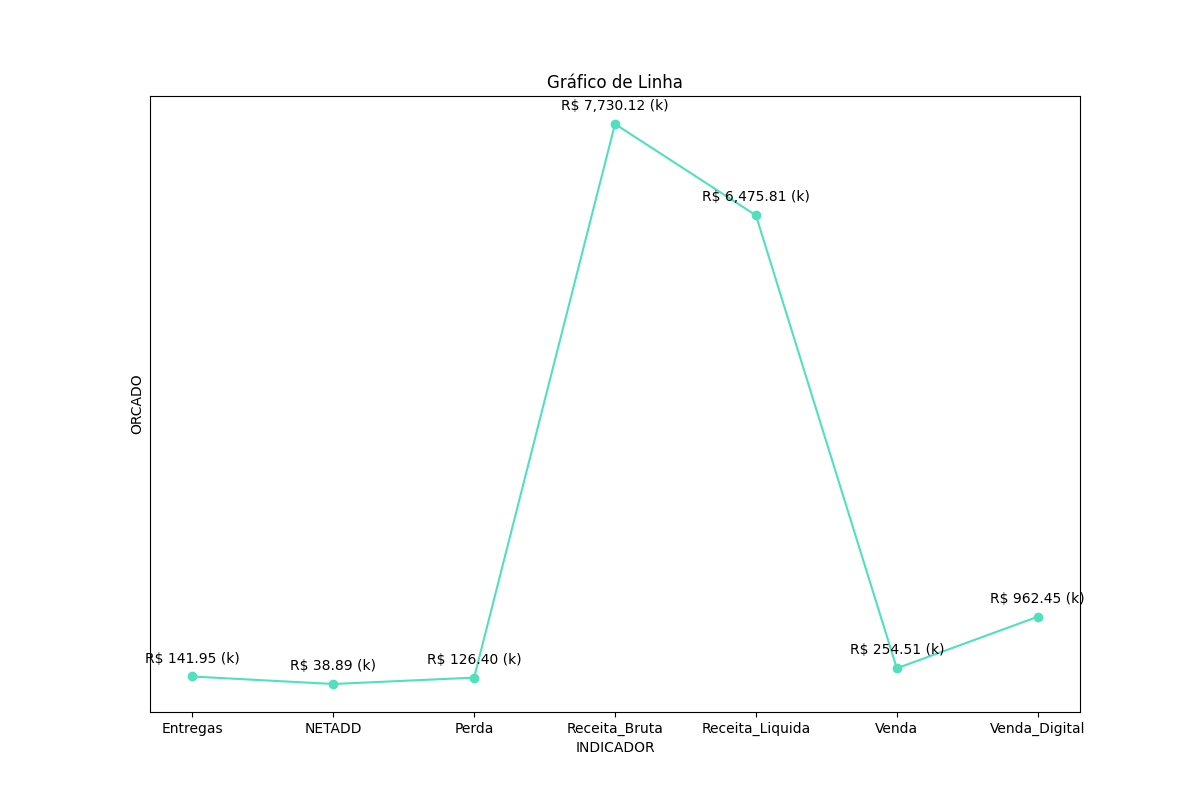 Gráfico de Linha
R$ 7,730.12 (k)
R$ 6,475.81 (k)
ORCADO
R$ 962.45 (k)
R$ 254.51 (k)
R$ 141.95 (k)
R$ 38.89 (k)
R$ 126.40 (k)
Entregas
NETADD
Perda
Receita_Bruta
Receita_Liquida
Venda
Venda_Digital
INDICADOR